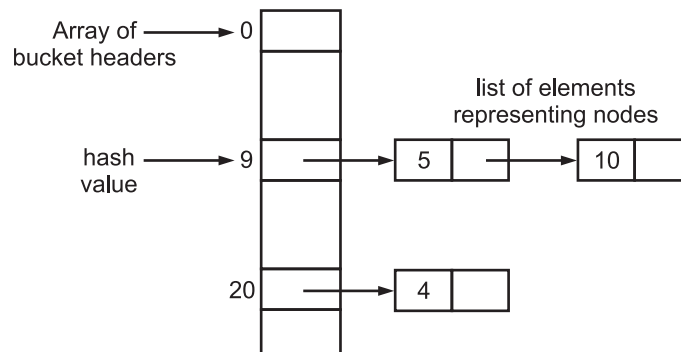 Array of
bucket headers
0
list of elements
representing nodes
hash
value
9
5
10
20
4